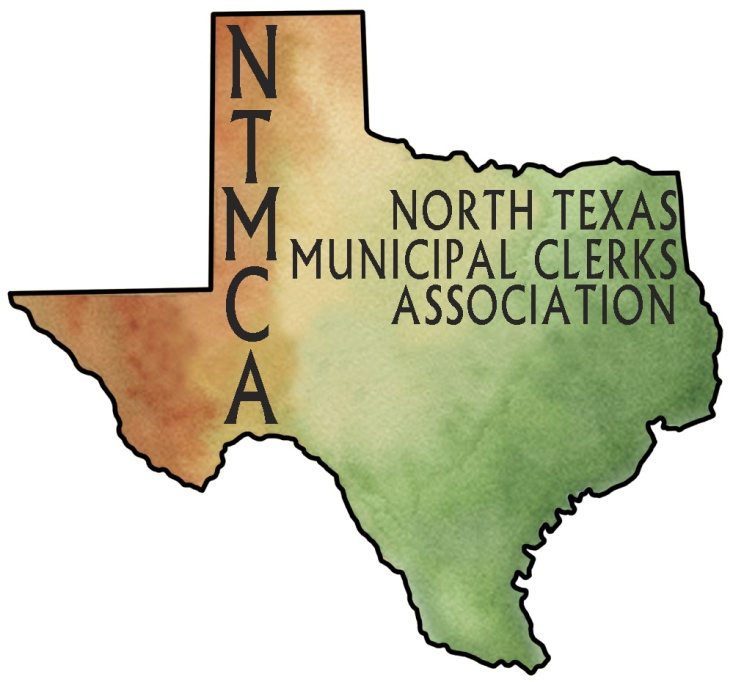 NTMCA
NORTH TEXAS
MUNICIPAL CLERKS
ASSOCIATION